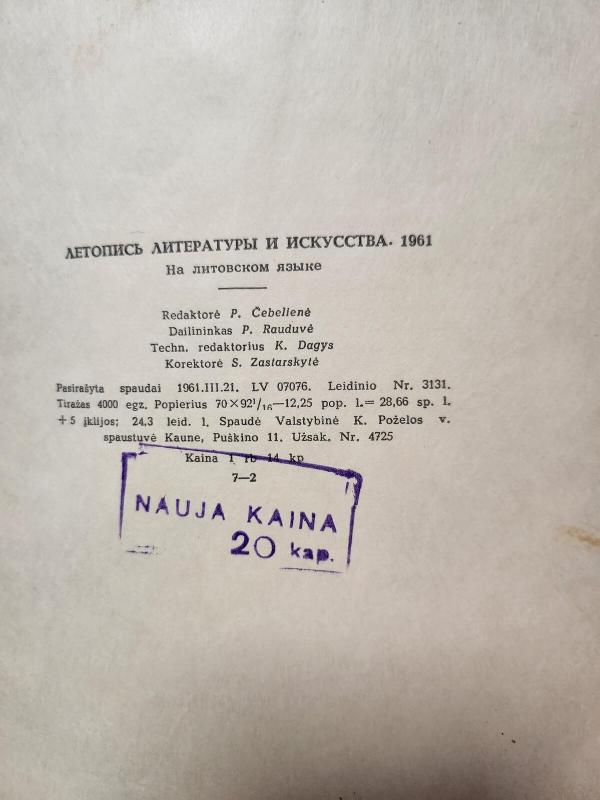 ЛЕТОПИСЬ ЛИТЕРАТУРЫ И ИСКУССТВА. 1961
На литовском языке
Redaktorė P. Čebelienė
Dailininkas P. Rauduvė
Techn. redaktorius K. Dagys
Korektorė S. Zastarskytė
Pasirašyta spaudai 1961.III.21. LV 07076. Leidinio Nr. 3131.
Tiražas 4000 egz. Popierius 70×92¹/₁₆—12,25 pop. l.= 28,66 sp. l.
+ 5 įklijos; 24,3 leid. l. Spaudė Valstybinė K. Poželos v.
spaustuvė Kaune, Puškino 11. Užsak. Nr. 4725
Kaina 1 rb 14 kp
7—2
NAUJA KAINA
20 kap.